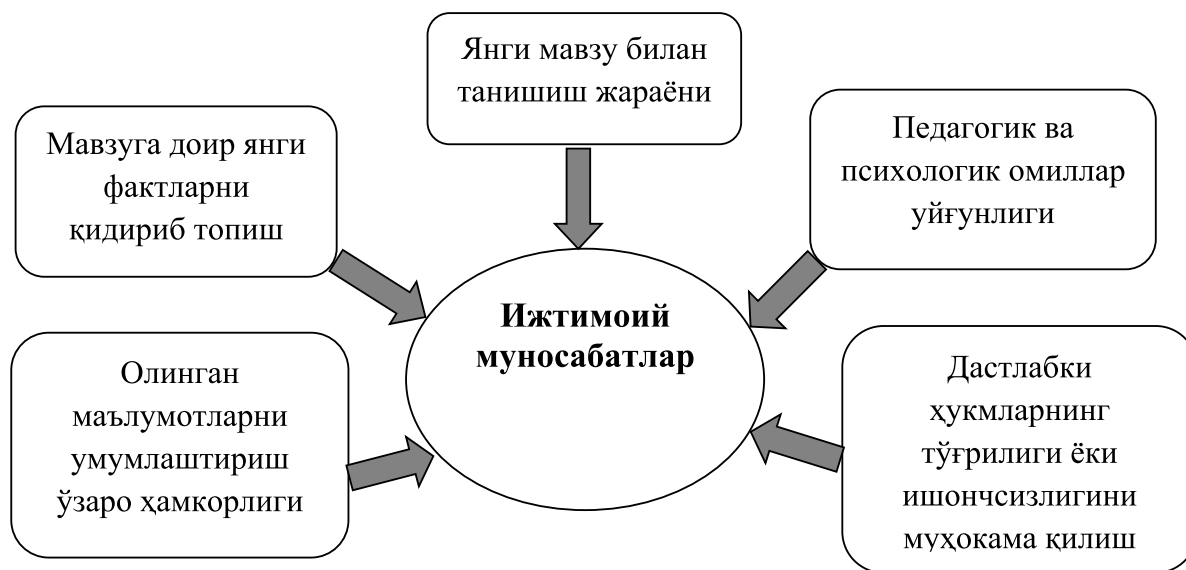 Янги мавзу билан
танишиш жараёни
Мавзуга доир янги
фактларни
қидириб топиш
Педагогик ва
психологик омиллар
уйғунлиги
Ижтимоий
муносабатлар
Олинган
маълумотларни
умумлаштириш
ўзаро ҳамкорлиги
Дастлабки
ҳукмларнинг
тўғрилиги ёки
ишончсизлигини
муҳокама қилиш